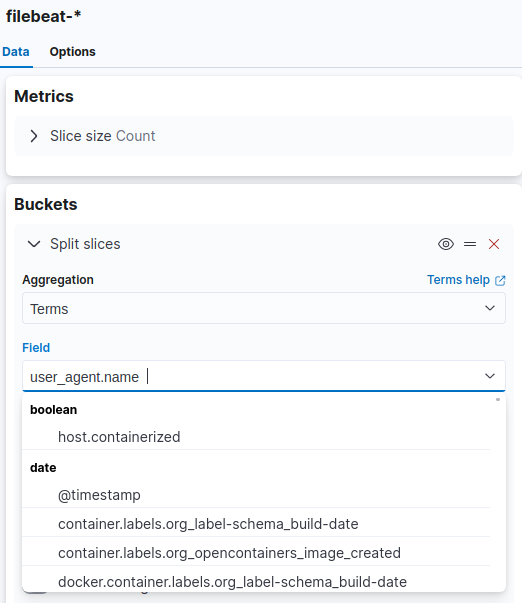 filebeat-*
Data Options
Metrics
Slice size Count
Buckets
Split slices
Aggregation Terms help
Terms
Field
user_agent.name
boolean
host.containerized
date
@timestamp
container.labels.org_label-schema_build-date
container.labels.org_opencontainers_image_created
docker.container.labels.org_label-schema_build-date